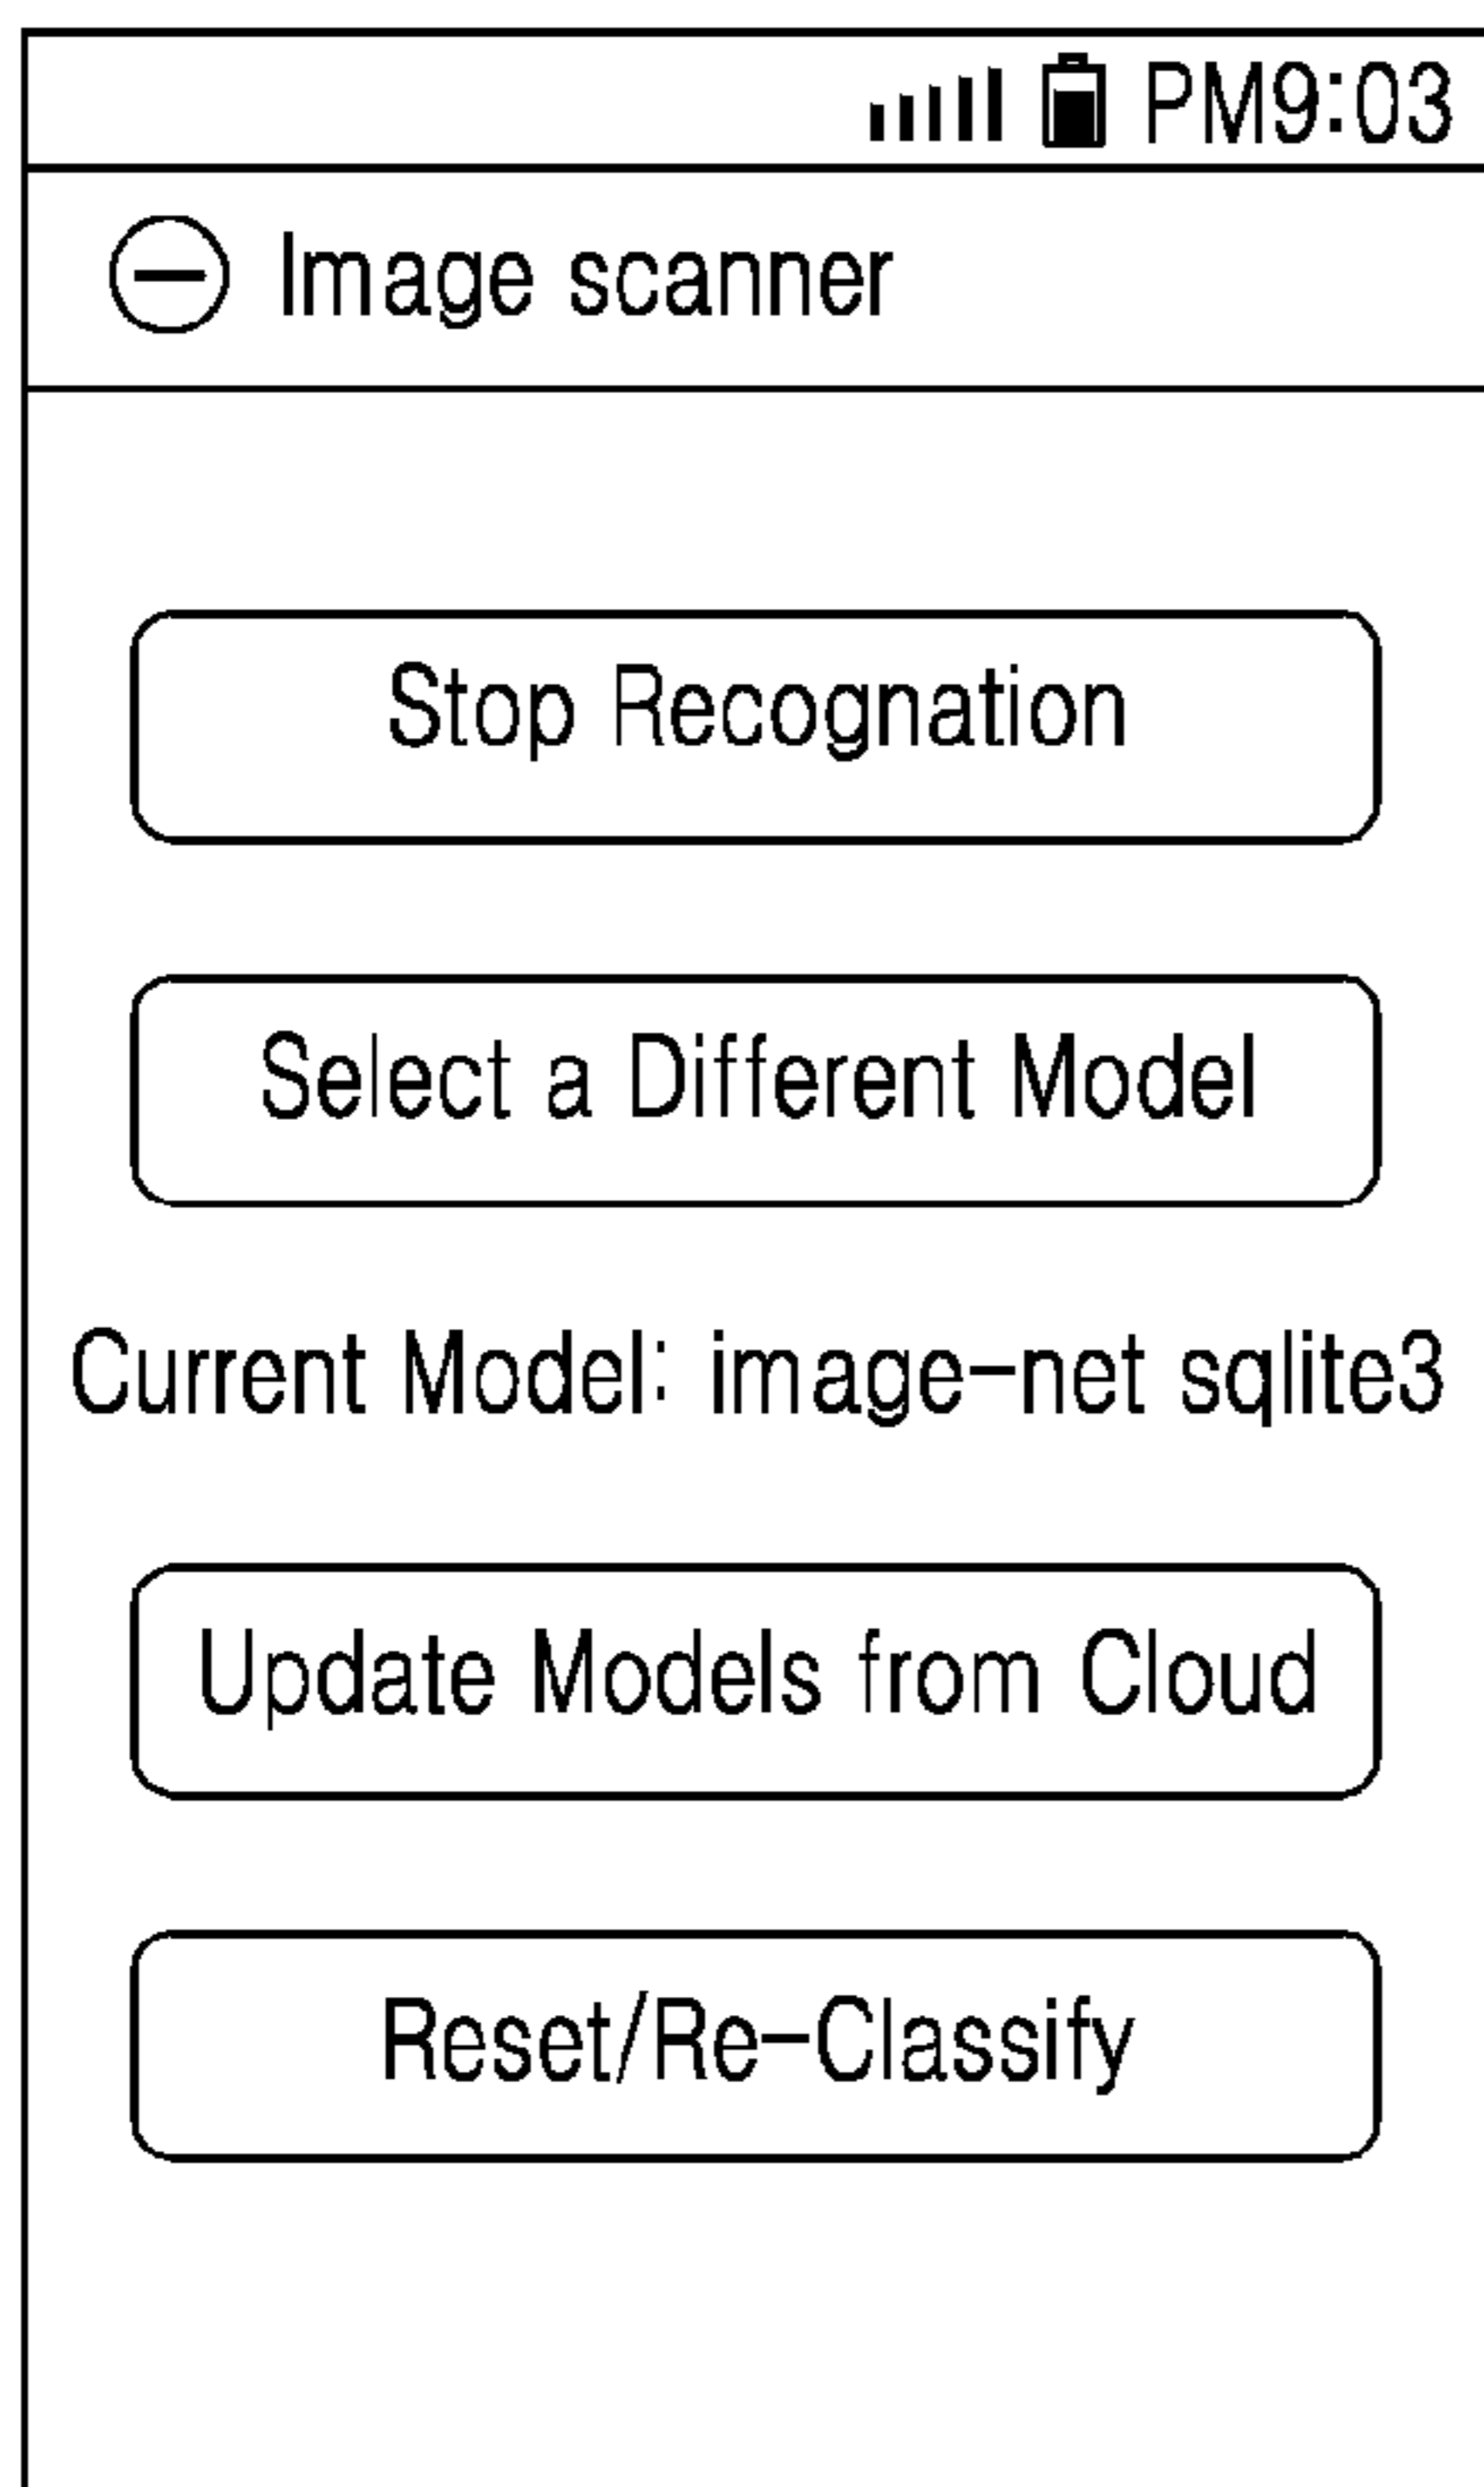 PM9:03
Image scanner
Stop Recognation
Select a Different Model
Current Model: image-net sqlite3
Update Models from Cloud
Reset/Re-Classify